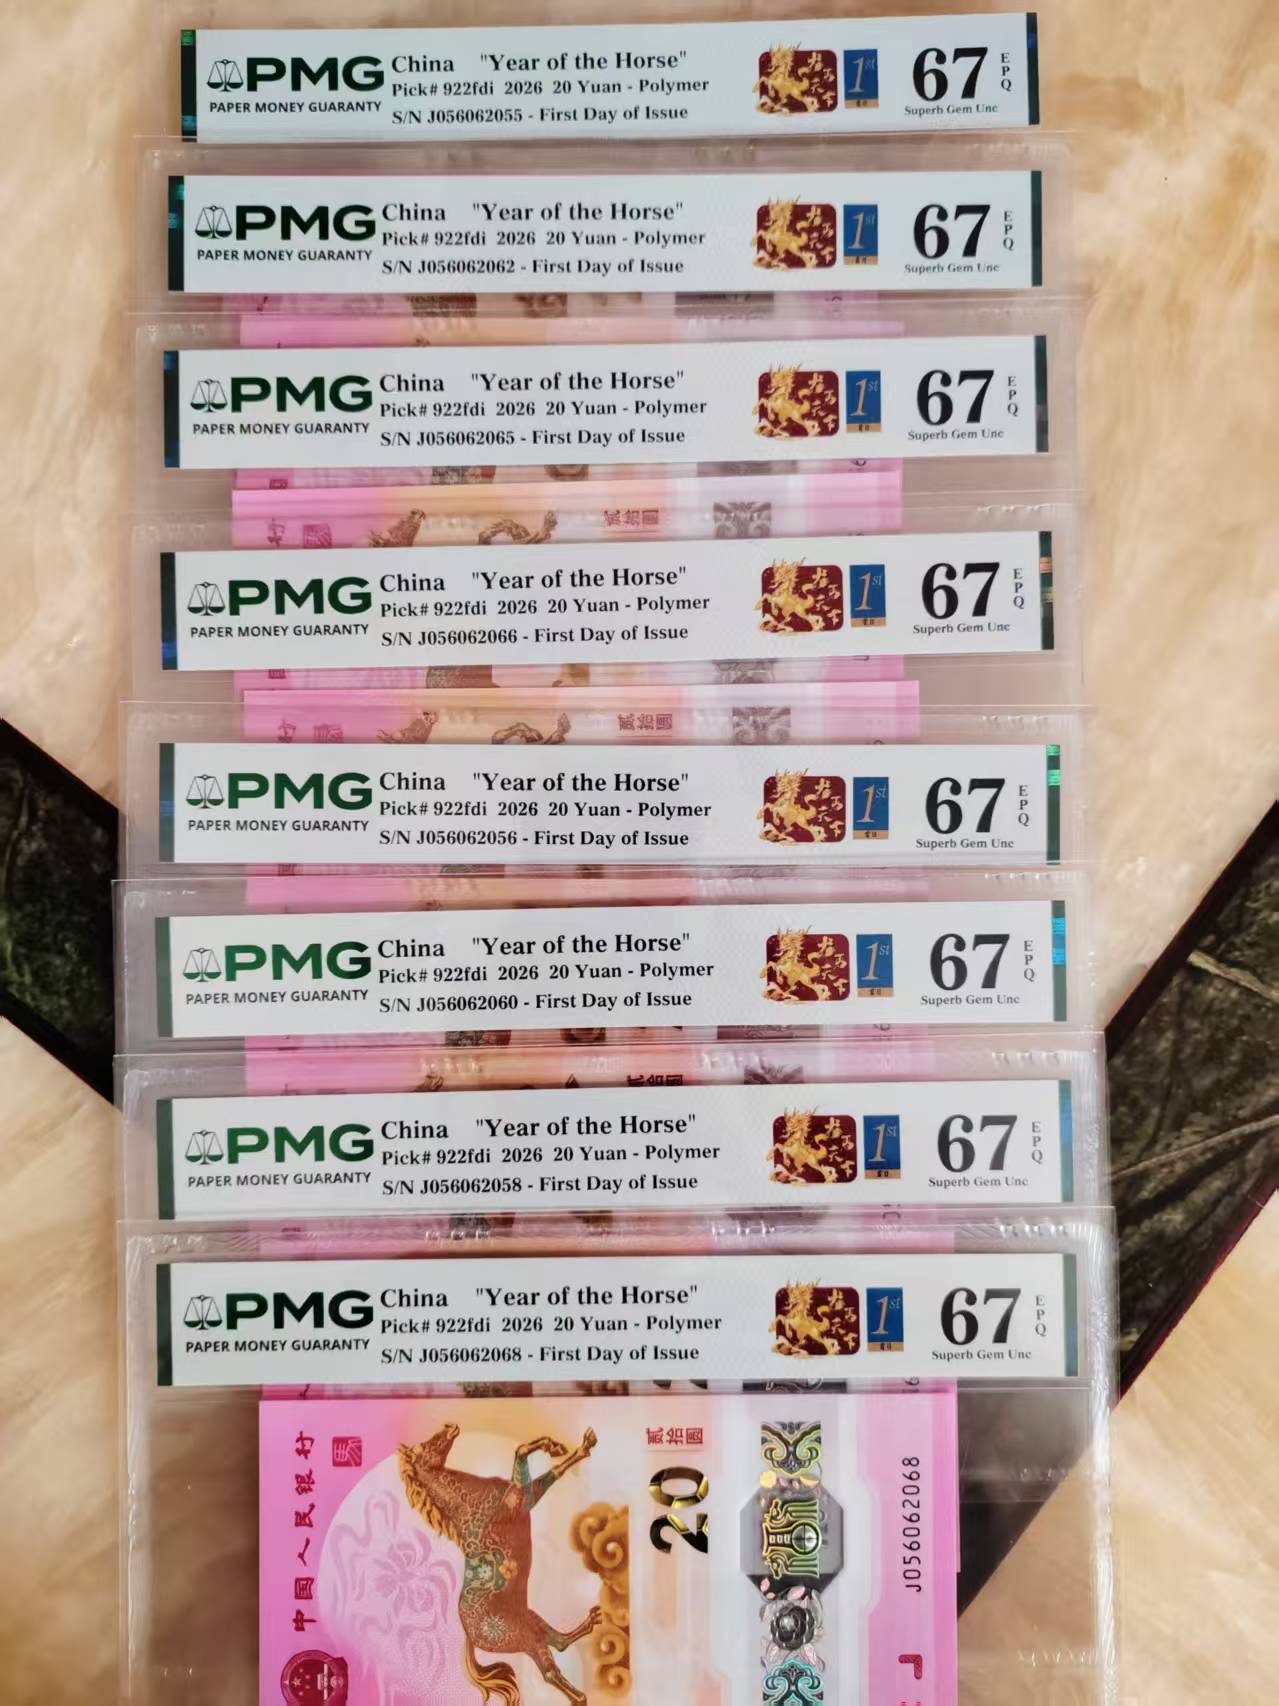 PMG
PAPER MONEY GUARANTY
China "Year of the Horse"
Pick# 922fdi 2026 20 Yuan - Polymer
S/N J056062055 - First Day of Issue
1st
67
EPQ
Superb Gem Unc
PMG
PAPER MONEY GUARANTY
China "Year of the Horse"
Pick# 922fdi 2026 20 Yuan - Polymer
S/N J056062062 - First Day of Issue
1st
67
EPQ
Superb Gem Unc
PMG
PAPER MONEY GUARANTY
China "Year of the Horse"
Pick# 922fdi 2026 20 Yuan - Polymer
S/N J056062065 - First Day of Issue
1st
67
EPQ
Superb Gem Unc
贰拾圆
PMG
PAPER MONEY GUARANTY
China "Year of the Horse"
Pick# 922fdi 2026 20 Yuan - Polymer
S/N J056062066 - First Day of Issue
1st
67
EPQ
Superb Gem Unc
贰拾圆
PMG
PAPER MONEY GUARANTY
China "Year of the Horse"
Pick# 922fdi 2026 20 Yuan - Polymer
S/N J056062056 - First Day of Issue
1st
67
EPQ
Superb Gem Unc
PMG
PAPER MONEY GUARANTY
China "Year of the Horse"
Pick# 922fdi 2026 20 Yuan - Polymer
S/N J056062060 - First Day of Issue
1st
67
EPQ
Superb Gem Unc
贰拾圆
PMG
PAPER MONEY GUARANTY
China "Year of the Horse"
Pick# 922fdi 2026 20 Yuan - Polymer
S/N J056062058 - First Day of Issue
1st
67
EPQ
Superb Gem Unc
PMG
PAPER MONEY GUARANTY
China "Year of the Horse"
Pick# 922fdi 2026 20 Yuan - Polymer
S/N J056062068 - First Day of Issue
1st
67
EPQ
Superb Gem Unc
中国人民银行
贰拾圆
20
J056062068